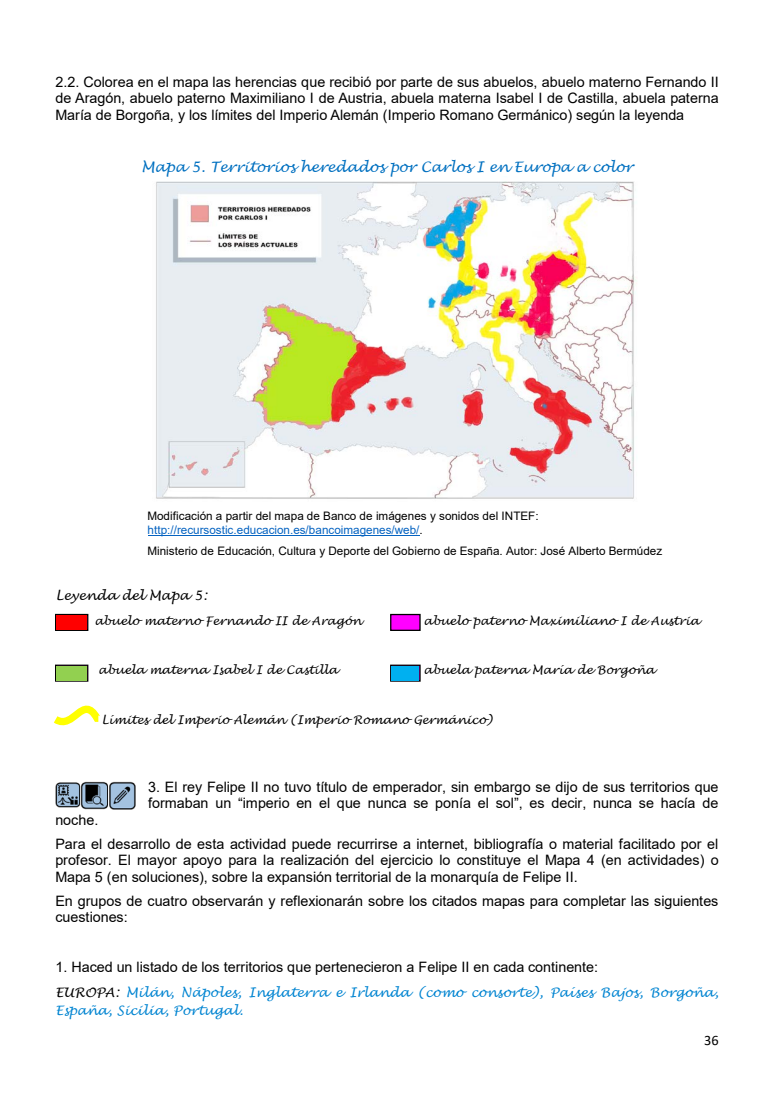 2.2. Colorea en el mapa las herencias que recibió por parte de sus abuelos, abuelo materno Fernando II
de Aragón, abuelo paterno Maximiliano I de Austria, abuela materna Isabel I de Castilla, abuela paterna
María de Borgoña, y los límites del Imperio Alemán (Imperio Romano Germánico) según la leyenda
Mapa 5. Territorios heredados por Carlos I en Europa a color
TERRITORIOS HEREDADOS
POR CARLOS I
LÍMITES DE
LOS PAÍSES ACTUALES
Modificación a partir del mapa de Banco de imágenes y sonidos del INTEF:
http://recursostic.educacion.es/bancoimagenes/web/.
Ministerio de Educación, Cultura y Deporte del Gobierno de España. Autor: José Alberto Bermúdez
Leyenda del Mapa 5:
abuelo materno Fernando II de Aragón
abuelo paterno Maximiliano I de Austria
abuela materna Isabel I de Castilla
abuela paterna María de Borgoña
Límites del Imperio Alemán (Imperio Romano Germánico)
3. El rey Felipe II no tuvo título de emperador, sin embargo se dijo de sus territorios que
formaban un “imperio en el que nunca se ponía el sol”, es decir, nunca se hacía de
noche.
Para el desarrollo de esta actividad puede recurrirse a internet, bibliografía o material facilitado por el
profesor. El mayor apoyo para la realización del ejercicio lo constituye el Mapa 4 (en actividades) o
Mapa 5 (en soluciones), sobre la expansión territorial de la monarquía de Felipe II.
En grupos de cuatro observarán y reflexionarán sobre los citados mapas para completar las siguientes
cuestiones:
1. Haced un listado de los territorios que pertenecieron a Felipe II en cada continente:
EUROPA: Milán, Nápoles, Inglaterra e Irlanda (como consorte), Países Bajos, Borgoña,
España, Sicilia, Portugal.
36